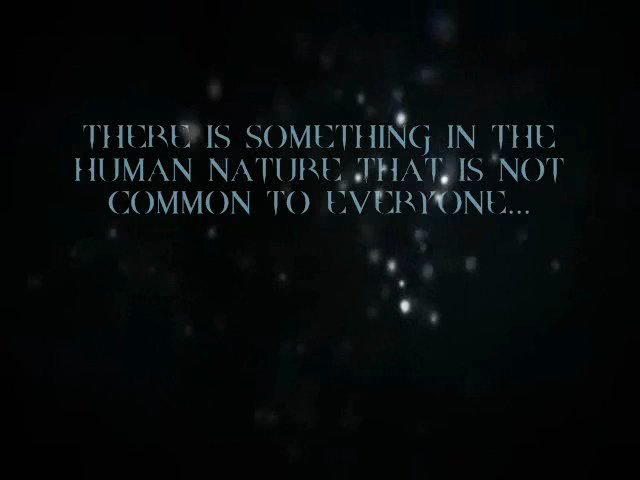 THERE IS SOMETHING IN THE
HUMAN NATURE THAT IS NOT
COMMON TO EVERYONE...